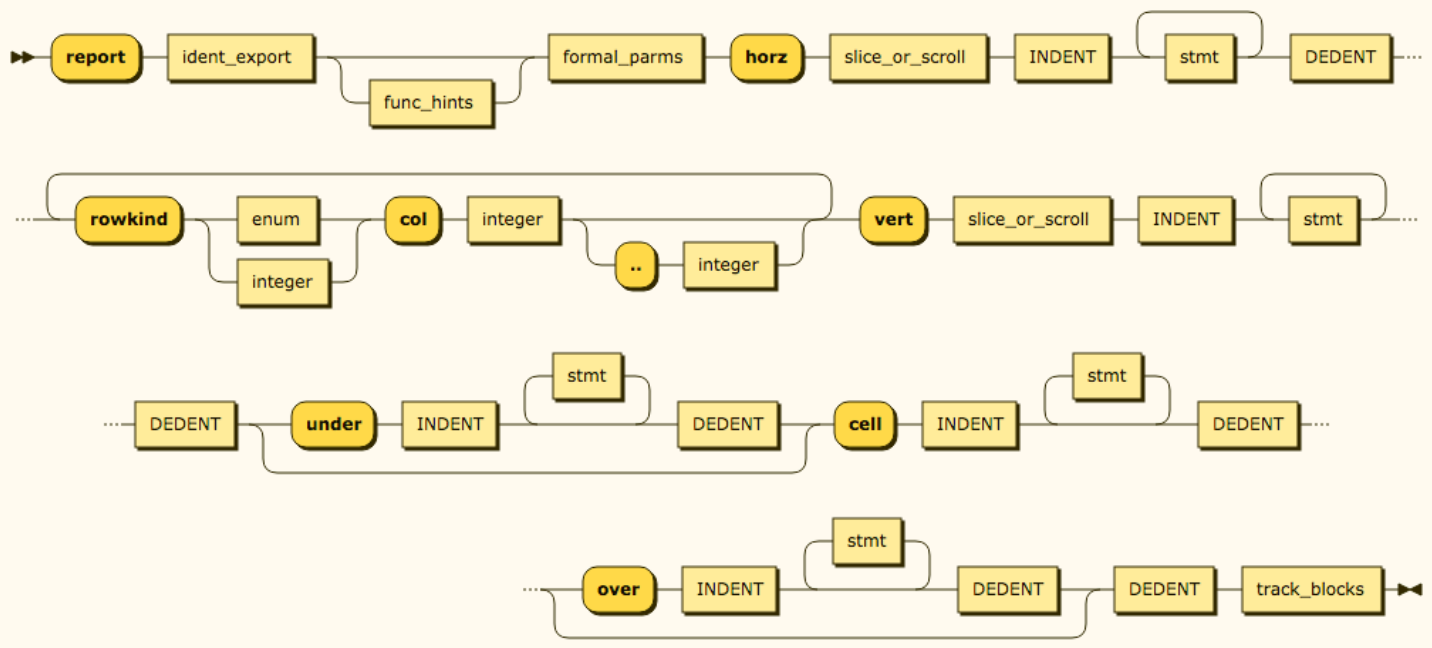 report ident_export formal_parms horz slice_or_scroll INDENT stmt DEDENT
func_hints
rowkind enum col integer vert slice_or_scroll INDENT stmt
.. integer
integer
stmt stmt
DEDENT under INDENT DEDENT cell INDENT DEDENT
stmt
over INDENT DEDENT DEDENT track_blocks